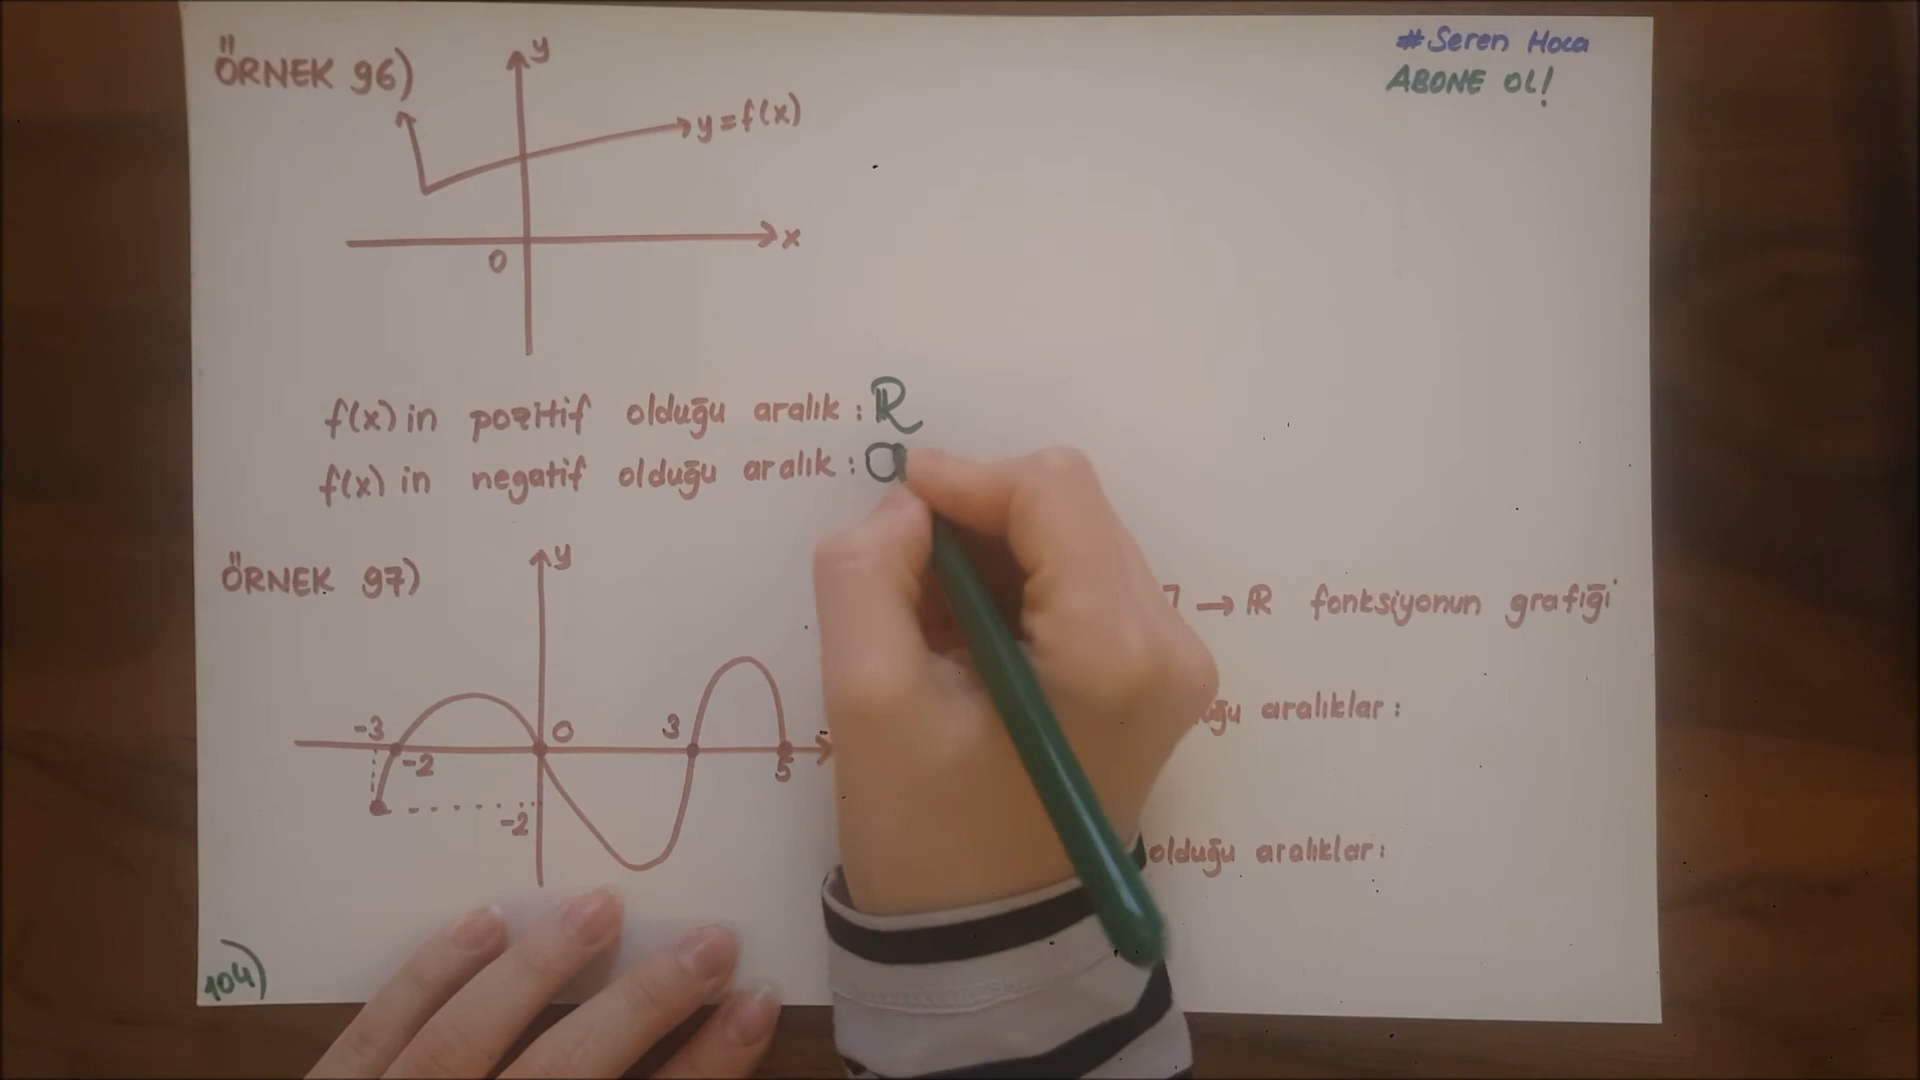 #Seren Hoca
ABONE OL!
ÖRNEK 96)
y
y=f(x)
x
0
f(x) in pozitif olduğu aralık : ℝ
f(x) in negatif olduğu aralık :
ÖRNEK 97)
y
→ ℝ fonksiyonun grafiği
-3
-2
0
3
5
-2
aralıklar :
olduğu aralıklar :
104)